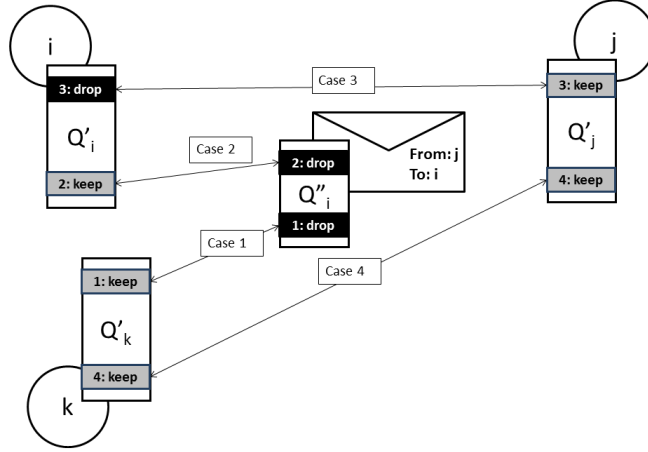 i
j
3: drop
Case 3
3: keep
Q'i
Q'j
Case 2
2: drop
From: j
To: i
2: keep
Q''i
4: keep
1: drop
Case 1
Case 4
1: keep
Q'k
4: keep
k